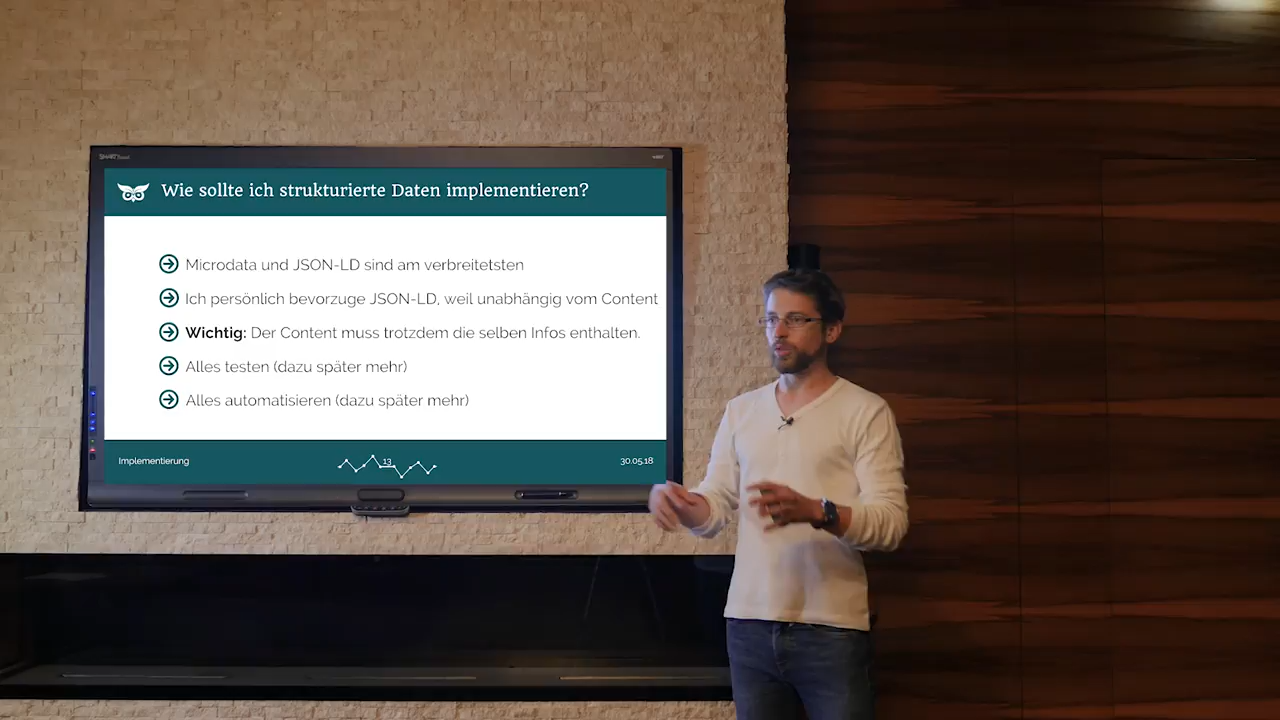 Wie sollte ich strukturierte Daten implementieren?
Microdata und JSON-LD sind am verbreitetsten
Ich persönlich bevorzuge JSON-LD, weil unabhängig vom Content
Wichtig: Der Content muss trotzdem die selben Infos enthalten.
Alles testen (dazu später mehr)
Alles automatisieren (dazu später mehr)
Implementierung
13
30.05.18